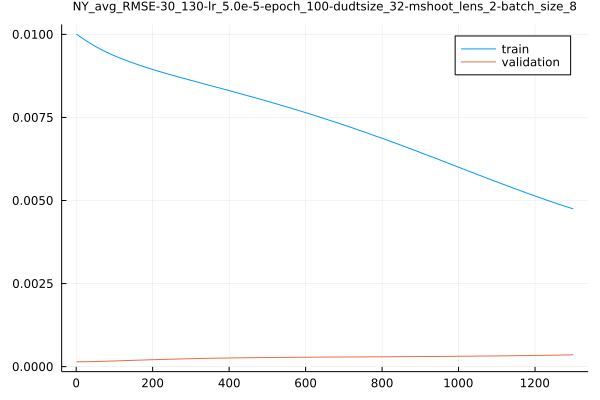 NY_avg_RMSE-30_130-lr_5.0e-5-epoch_100-dudtsize_32-mshoot_lens_2-batch_size_8
train
validation
0.0100
0.0075
0.0050
0.0025
0.0000
0 200 400 600 800 1000 1200